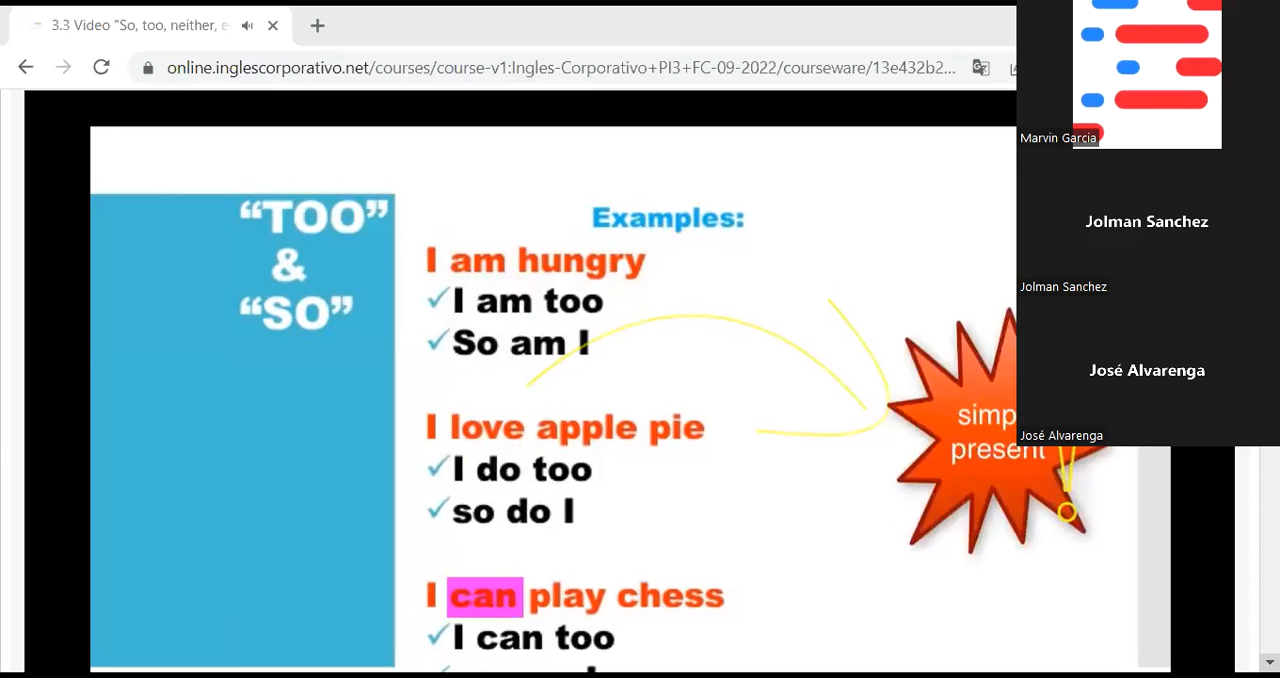 3.3 Video "So, too, neither, e
online.inglescorporativo.net/courses/course-v1:Ingles-Corporativo+PI3+FC-09-2022/courseware/13e432b2...
Marvin Garcia
Jolman Sanchez
Jolman Sanchez
José Alvarenga
José Alvarenga
“TOO”
&
“SO”
Examples:
I am hungry
✓I am too
✓So am I
I love apple pie
✓I do too
✓so do I
I can play chess
✓I can too
simp
present